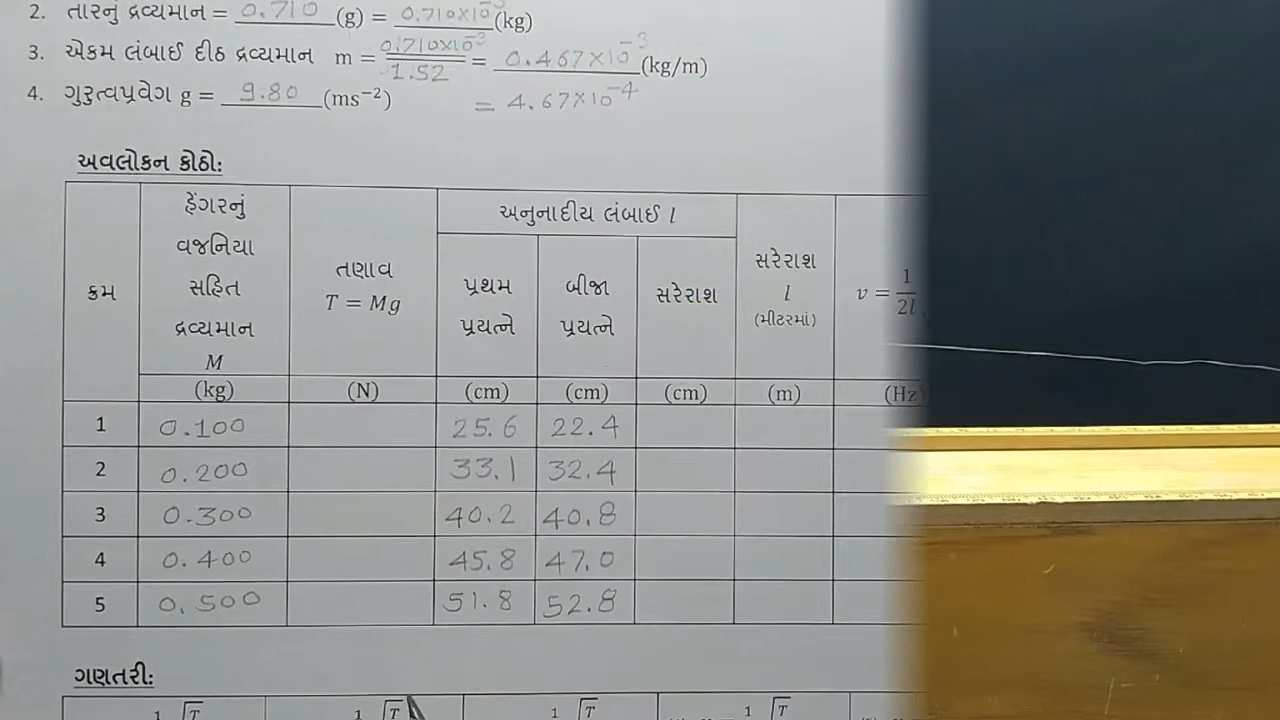 2. તારનું દ્રવ્યમાન = 0.710 (g) = 0.710×10⁻³ (kg)
3. એકમ લંબાઈ દીઠ દ્રવ્યમાન m = 0.710×10⁻³ / 1.52 = 0.467×10⁻³ (kg/m)
4. ગુરુત્વપ્રવેગ g = 9.80 (ms⁻²) = 4.67×10⁻⁴
અવલોકન કોઠો:
ક્રમ
હેંગરનું
વજનિયા
સહિત
દ્રવ્યમાન
M
(kg)
તણાવ
T = Mg
(N)
અનુનાદીય લંબાઈ l
પ્રથમ
પ્રયત્ને
(cm)
બીજા
પ્રયત્ને
(cm)
સરેરાશ
(cm)
સરેરાશ
l
(મીટરમાં)
(m)
v = 1/2l
(Hz
1 0.100 25.6 22.4
2 0.200 33.1 32.4
3 0.300 40.2 40.8
4 0.400 45.8 47.0
5 0.500 51.8 52.8
ગણતરી:
1 √T 1 √T 1 √T 1 √T